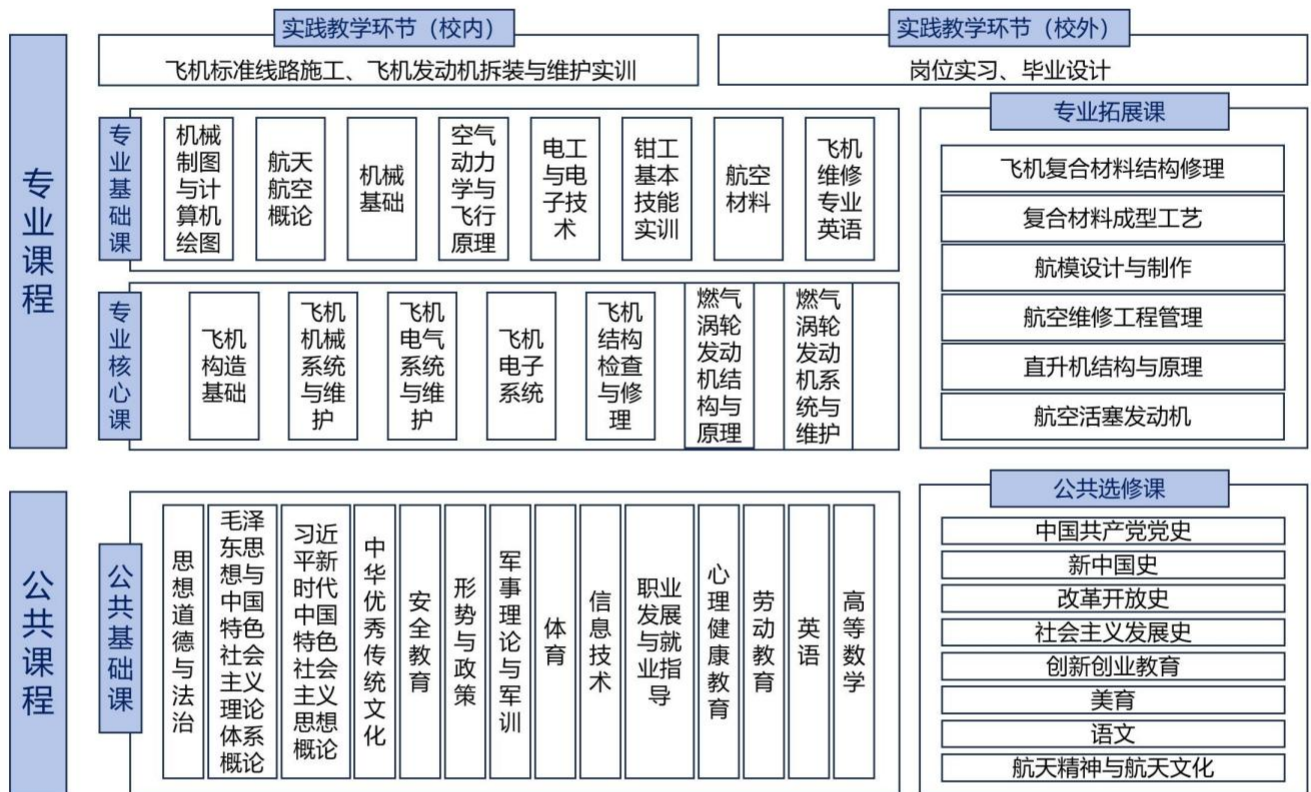 实践教学环节（校内）
飞机标准线路施工、飞机发动机拆装与维护实训
实践教学环节（校外）
岗位实习、毕业设计
专业课程
专业基础课
机械
制图
与计
算机
绘图
航天
航空
概论
机械
基础
空气
动力
学与
飞行
原理
电工
与电
子技
术
钳工
基本
技能
实训
航空
材料
飞机
维修
专业
英语
专业核心课
飞机
构造
基础
飞机
机械
系统
与维
护
飞机
电气
系统
与维
护
飞机
电子
系统
飞机
结构
检查
与修
理
燃气
涡轮
发动
机结
构与
原理
燃气
涡轮
发动
机系
统与
维护
专业拓展课
飞机复合材料结构修理
复合材料成型工艺
航模设计与制作
航空维修工程管理
直升机结构与原理
航空活塞发动机
公共课程
公共基础课
思想道德与法治
毛泽
东思
想与
中国
特色
社会
主义
理论
体系
概论
习近
平新
时代
中国
特色
社会
主义
思想
概论
中华优秀传统文化
安全教育
形势与政策
军事理论与军训
体育
信息技术
职业
发展
与就
业指
导
心理健康教育
劳动教育
英语
高等数学
公共选修课
中国共产党党史
新中国史
改革开放史
社会主义发展史
创新创业教育
美育
语文
航天精神与航天文化